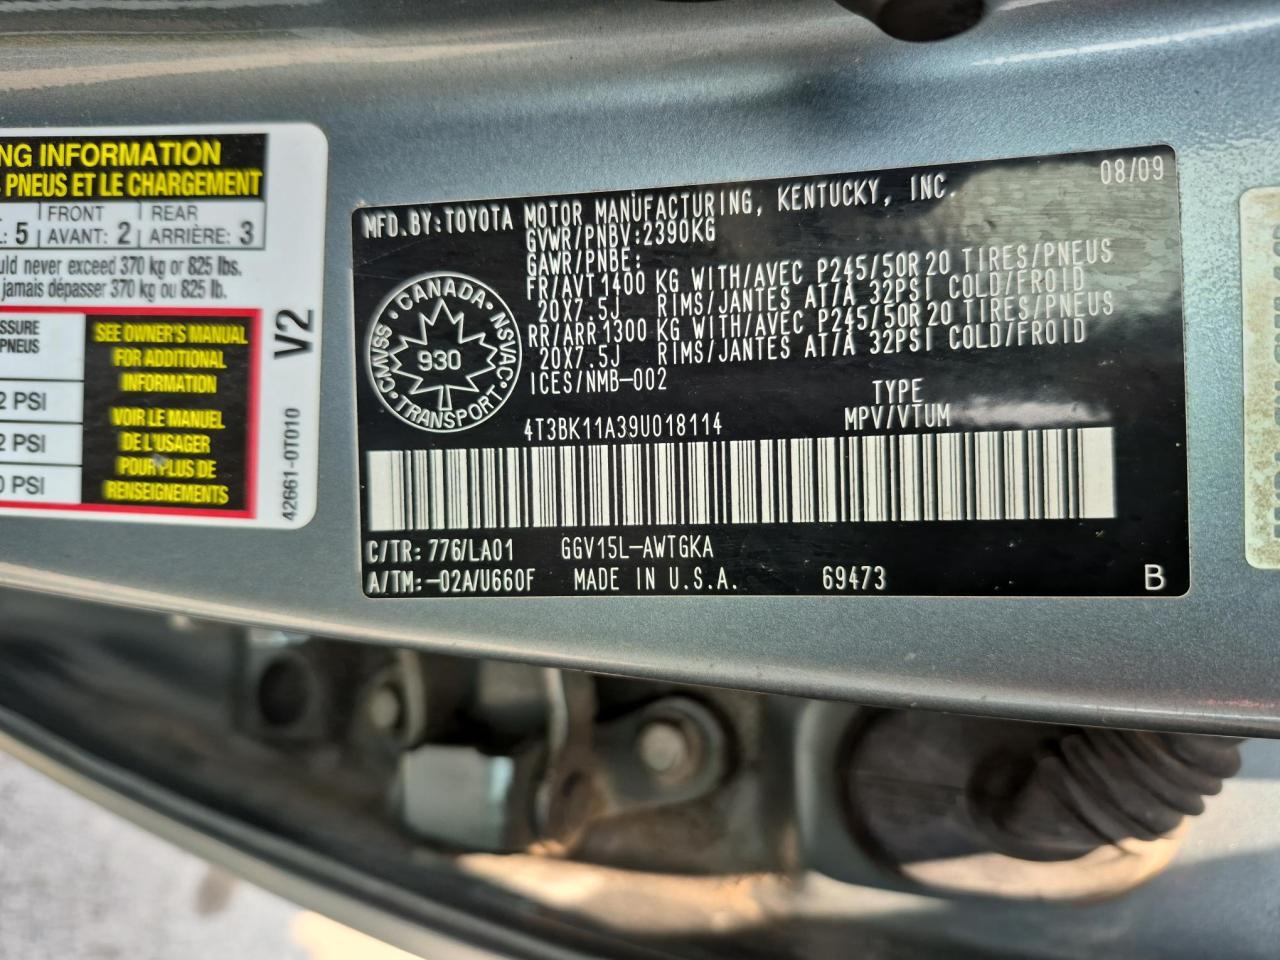 NG INFORMATION
PNEUS ET LE CHARGEMENT
5 FRONT REAR
AVANT: 2 ARRIÈRE: 3
uld never exceed 370 kg or 825 lbs.
jamais dépasser 370 kg ou 825 lb.
SSURE
PNEUS
2 PSI
2 PSI
0 PSI
SEE OWNER'S MANUAL
FOR ADDITIONAL
INFORMATION
VOIR LE MANUEL
DE L'USAGER
POUR PLUS DE
RENSEIGNEMENTS
V2
42661-0T010
08/09
MFD.BY:TOYOTA MOTOR MANUFACTURING, KENTUCKY, INC.
GVWR/PNBV:2390KG
GAWR/PNBE:
FR/AVT1400 KG WITH/AVEC P245/50R20 TIRES/PNEUS
20X7.5J RIMS/JANTES AT/A 32PSI COLD/FROID
RR/ARR1300 KG WITH/AVEC P245/50R20 TIRES/PNEUS
20X7.5J RIMS/JANTES AT/A 32PSI COLD/FROID
ICES/NMB-002
CANADA
CMVSS NSVAC
930
TRANSPORT
TYPE
4T3BK11A39U018114 MPV/VTUM
C/TR: 776/LA01 GGV15L-AWTGKA
A/TM:-02A/U660F MADE IN U.S.A. 69473 B